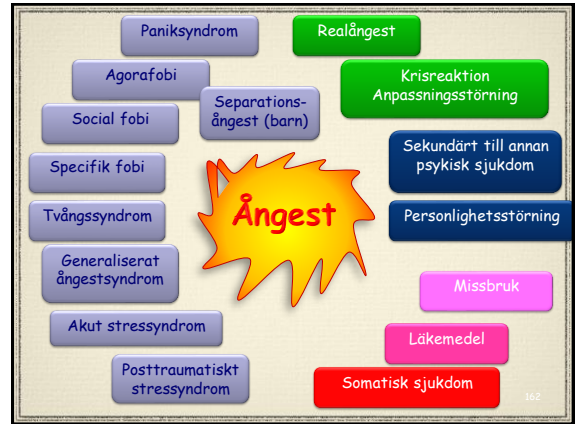 Paniksyndrom
Realångest
Agorafobi
Krisreaktion
Anpassningsstörning
Separations-
ångest (barn)
Social fobi
Sekundärt till annan
psykisk sjukdom
Specifik fobi
Ångest
Tvångssyndrom
Personlighetsstörning
Generaliserat
ångestsyndrom
Missbruk
Akut stressyndrom
Läkemedel
Posttraumatiskt
stressyndrom
Somatisk sjukdom
162